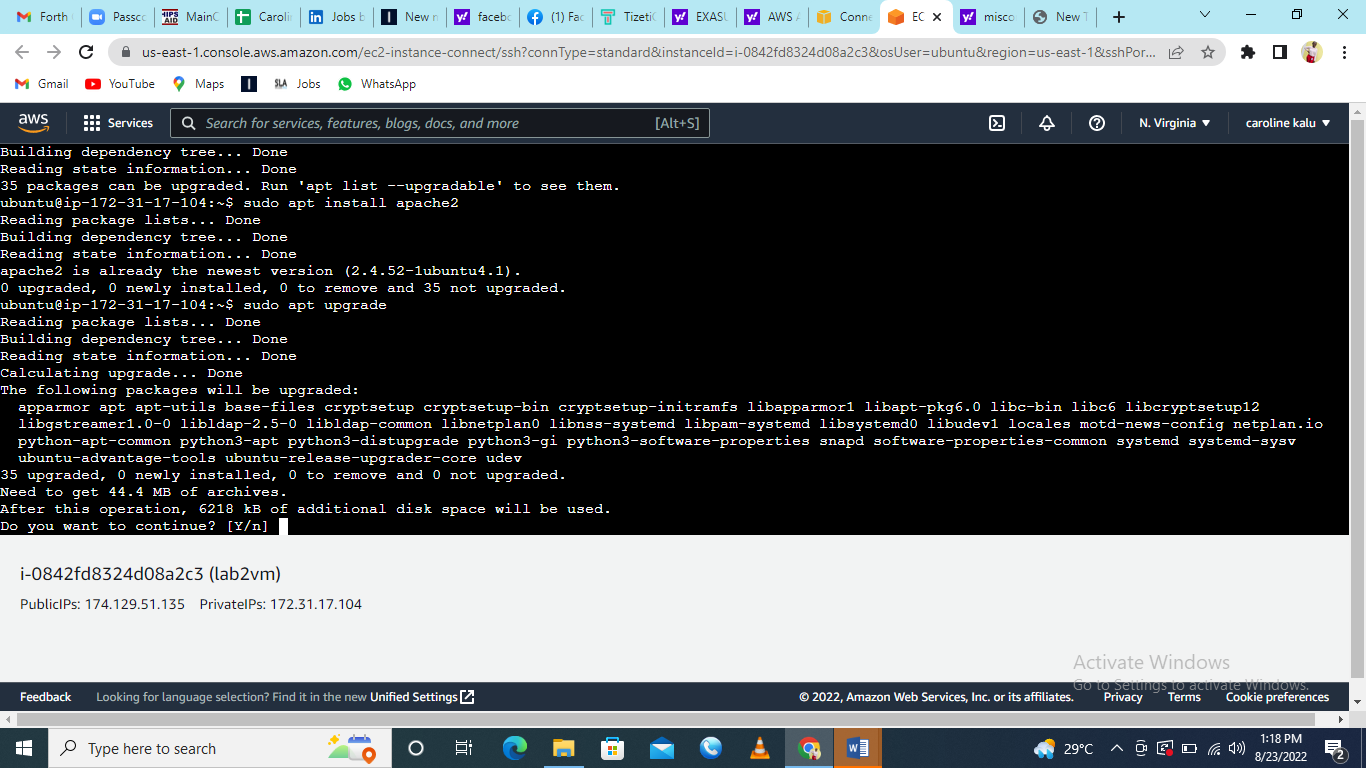 Forth
Passco
MainC
Caroli
Jobs b
New n
facebo
(1) Fac
Tizeti
EXASU
AWS A
Conne
EC
misco
New T
us-east-1.console.aws.amazon.com/ec2-instance-connect/ssh?connType=standard&instanceId=i-0842fd8324d08a2c3&osUser=ubuntu&region=us-east-1&sshPor...
Gmail YouTube Maps SLA Jobs WhatsApp
aws Services Search for services, features, blogs, docs, and more [Alt+S] N. Virginia caroline kalu
Building dependency tree... Done
Reading state information... Done
35 packages can be upgraded. Run 'apt list --upgradable' to see them.
ubuntu@ip-172-31-17-104:~$ sudo apt install apache2
Reading package lists... Done
Building dependency tree... Done
Reading state information... Done
apache2 is already the newest version (2.4.52-1ubuntu4.1).
0 upgraded, 0 newly installed, 0 to remove and 35 not upgraded.
ubuntu@ip-172-31-17-104:~$ sudo apt upgrade
Reading package lists... Done
Building dependency tree... Done
Reading state information... Done
Calculating upgrade... Done
The following packages will be upgraded:
apparmor apt apt-utils base-files cryptsetup cryptsetup-bin cryptsetup-initramfs libapparmor1 libapt-pkg6.0 libc-bin libc6 libcryptsetup12
libgstreamer1.0-0 libldap-2.5-0 libldap-common libnetplan0 libnss-systemd libpam-systemd libsystemd0 libudev1 locales motd-news-config netplan.io
python-apt-common python3-apt python3-distupgrade python3-gi python3-software-properties snapd software-properties-common systemd systemd-sysv
ubuntu-advantage-tools ubuntu-release-upgrader-core udev
35 upgraded, 0 newly installed, 0 to remove and 0 not upgraded.
Need to get 44.4 MB of archives.
After this operation, 6218 kB of additional disk space will be used.
Do you want to continue? [Y/n]
i-0842fd8324d08a2c3 (lab2vm)
PublicIPs: 174.129.51.135 PrivateIPs: 172.31.17.104
Activate Windows
Go to Settings to activate Windows.
Feedback Looking for language selection? Find it in the new Unified Settings © 2022, Amazon Web Services, Inc. or its affiliates. Privacy Terms Cookie preferences
Type here to search 29°C 1:18 PM
8/23/2022 2